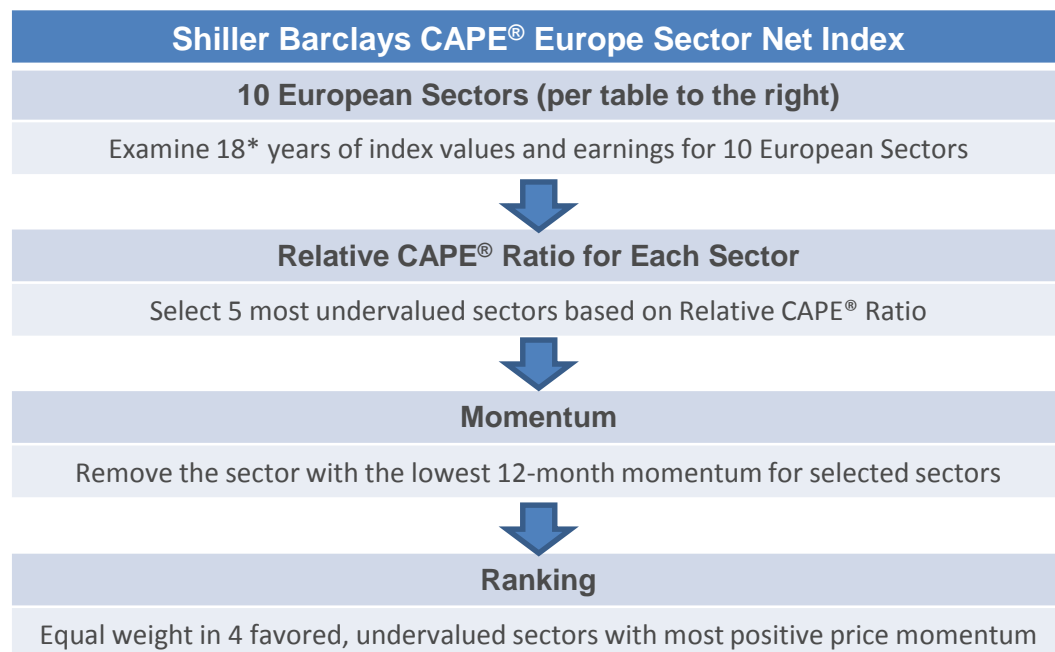 Shiller Barclays CAPE® Europe Sector Net Index
10 European Sectors (per table to the right)
Examine 18* years of index values and earnings for 10 European Sectors
Relative CAPE® Ratio for Each Sector
Select 5 most undervalued sectors based on Relative CAPE® Ratio
Momentum
Remove the sector with the lowest 12-month momentum for selected sectors
Ranking
Equal weight in 4 favored, undervalued sectors with most positive price momentum